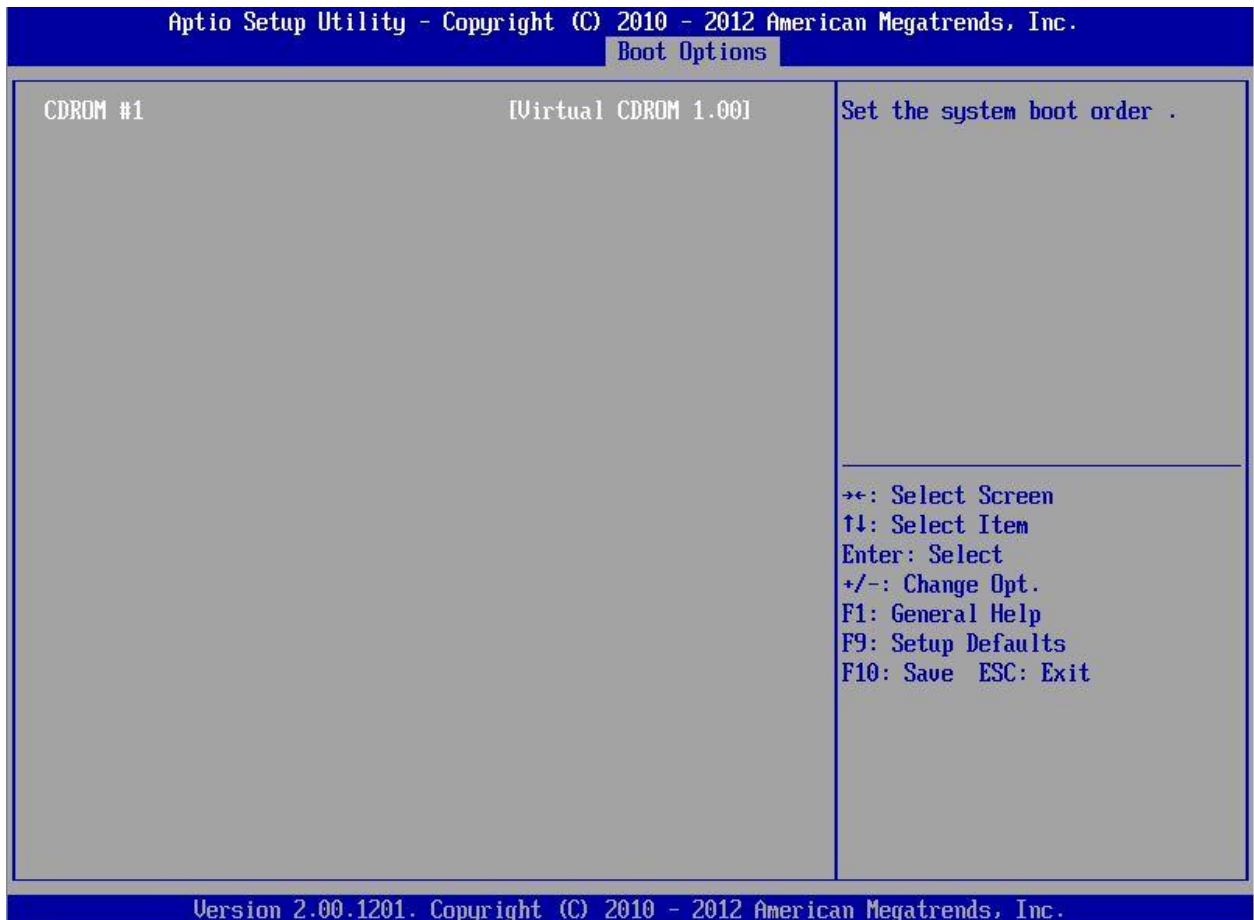 Aptio Setup Utility - Copyright (C) 2010 - 2012 American Megatrends, Inc.
Boot Options
CDROM #1 [Virtual CDROM 1.00]
Set the system boot order .
→←: Select Screen
↑↓: Select Item
Enter: Select
+/-: Change Opt.
F1: General Help
F9: Setup Defaults
F10: Save ESC: Exit
Version 2.00.1201. Copyright (C) 2010 - 2012 American Megatrends, Inc.